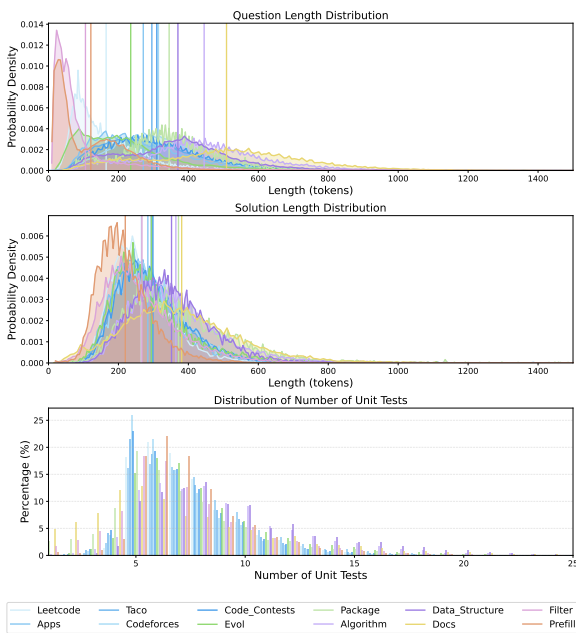 Question Length Distribution
0.014
0.012
0.010
0.008
0.006
0.004
0.002
0.000
Probability Density
0 200 400 600 800 1000 1200 1400
Length (tokens)
Solution Length Distribution
0.006
0.005
0.004
0.003
0.002
0.001
0.000
Probability Density
0 200 400 600 800 1000 1200 1400
Length (tokens)
Distribution of Number of Unit Tests
25
20
15
10
5
0
Percentage (%)
5 10 15 20 25
Number of Unit Tests
Leetcode Taco Code_Contests Package Data_Structure Filter
Apps Codeforces Evol Algorithm Docs Prefill